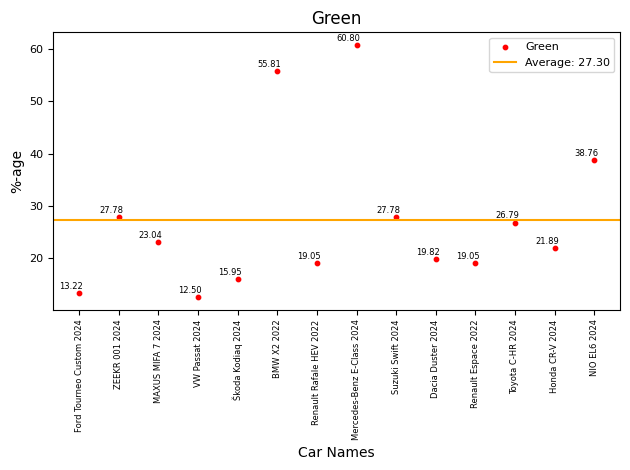 Green
%-age
60
50
40
30
20
Green
Average: 27.30
13.22
27.78
23.04
12.50
15.95
55.81
19.05
60.80
27.78
19.82
19.05
26.79
21.89
38.76
Ford Tourneo Custom 2024
ZEEKR 001 2024
MAXUS MIFA 7 2024
VW Passat 2024
Škoda Kodiaq 2024
BMW X2 2022
Renault Rafale HEV 2022
Mercedes-Benz E-Class 2024
Suzuki Swift 2024
Dacia Duster 2024
Renault Espace 2022
Toyota C-HR 2024
Honda CR-V 2024
NIO EL6 2024
Car Names